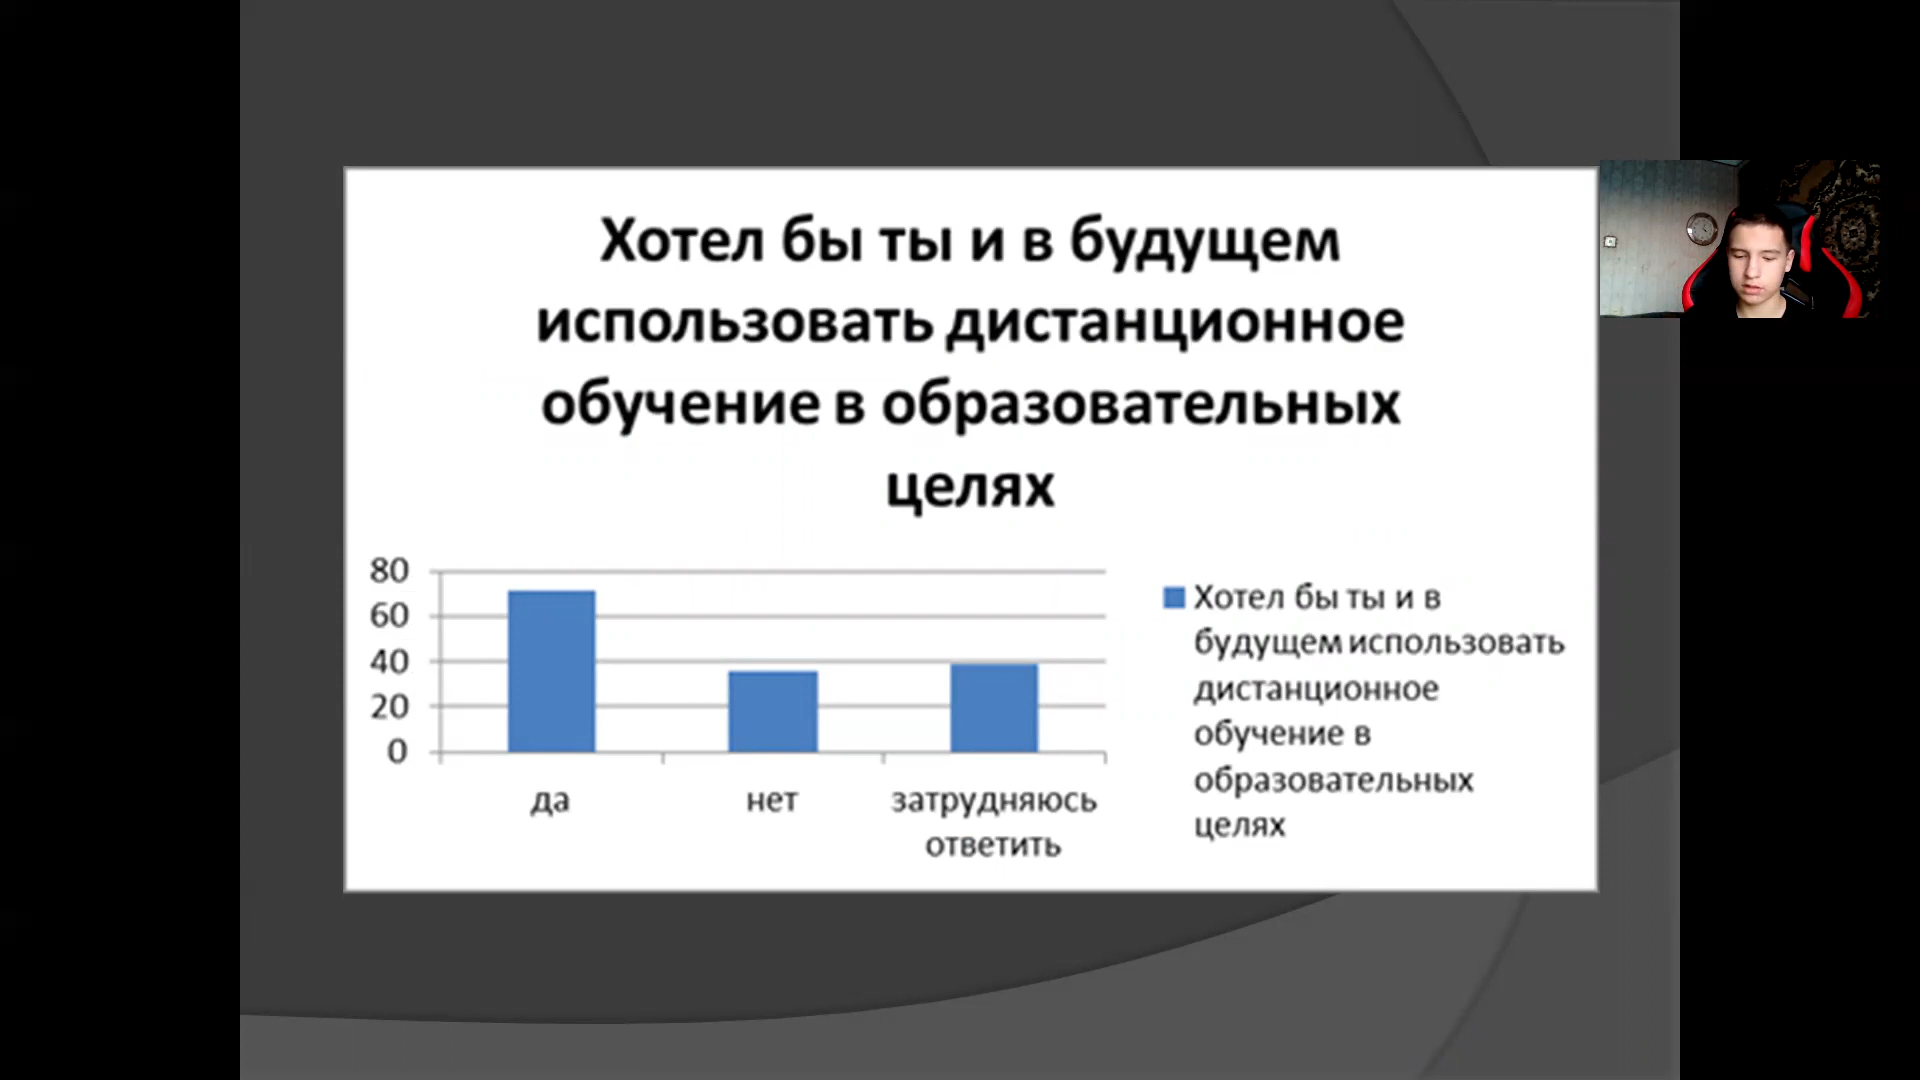 Хотел бы ты и в будущем
использовать дистанционное
обучение в образовательных
целях
80
60
40
20
0
да
нет
затрудняюсь
ответить
Хотел бы ты и в
будущем использовать
дистанционное
обучение в
образовательных
целях